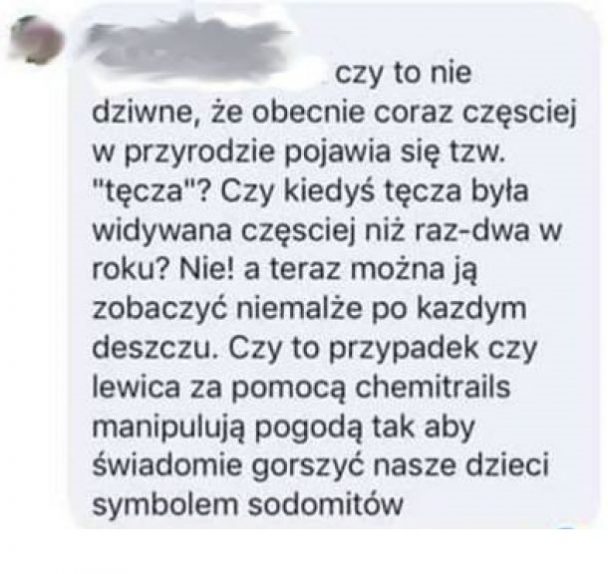 czy to nie
dziwne, że obecnie coraz częsciej
w przyrodzie pojawia się tzw.
"tęcza"? Czy kiedyś tęcza była
widywana częsciej niż raz-dwa w
roku? Nie! a teraz można ją
zobaczyć niemalże po kazdym
deszczu. Czy to przypadek czy
lewica za pomocą chemitrails
manipulują pogodą tak aby
świadomie gorszyć nasze dzieci
symbolem sodomitów